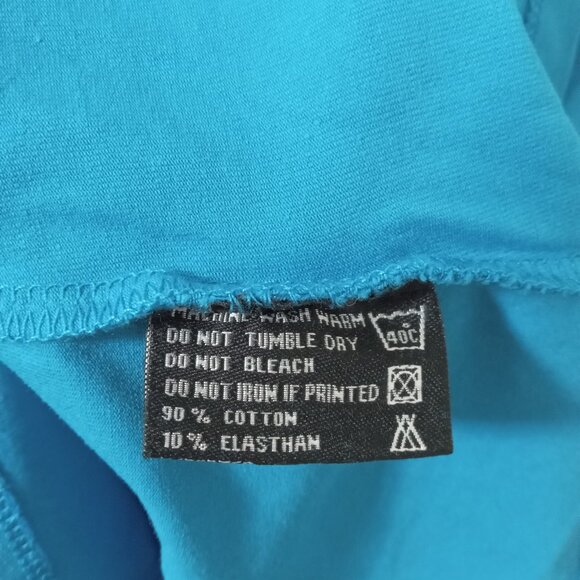 MACHINE WASH WARM
DO NOT TUMBLE DRY
40C
DO NOT BLEACH
DO NOT IRON IF PRINTED
90 % COTTON
10 % ELASTHAN